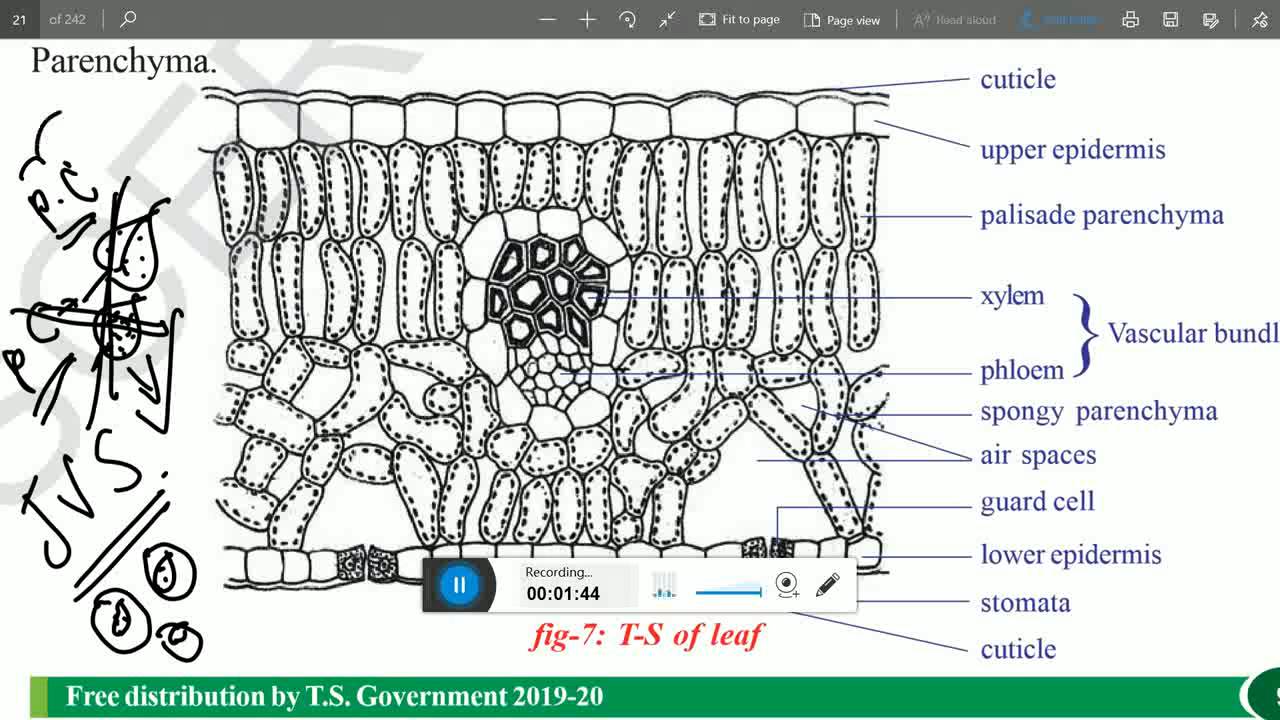 21 of 242
Fit to page
Page view
Read aloud
Parenchyma.
cuticle
upper epidermis
P.C
palisade parenchyma
xylem
Vascular bundl
phloem
spongy parenchyma
air spaces
T V S.
guard cell
lower epidermis
Recording...
00:01:44
stomata
fig-7: T-S of leaf
cuticle
Free distribution by T.S. Government 2019-20